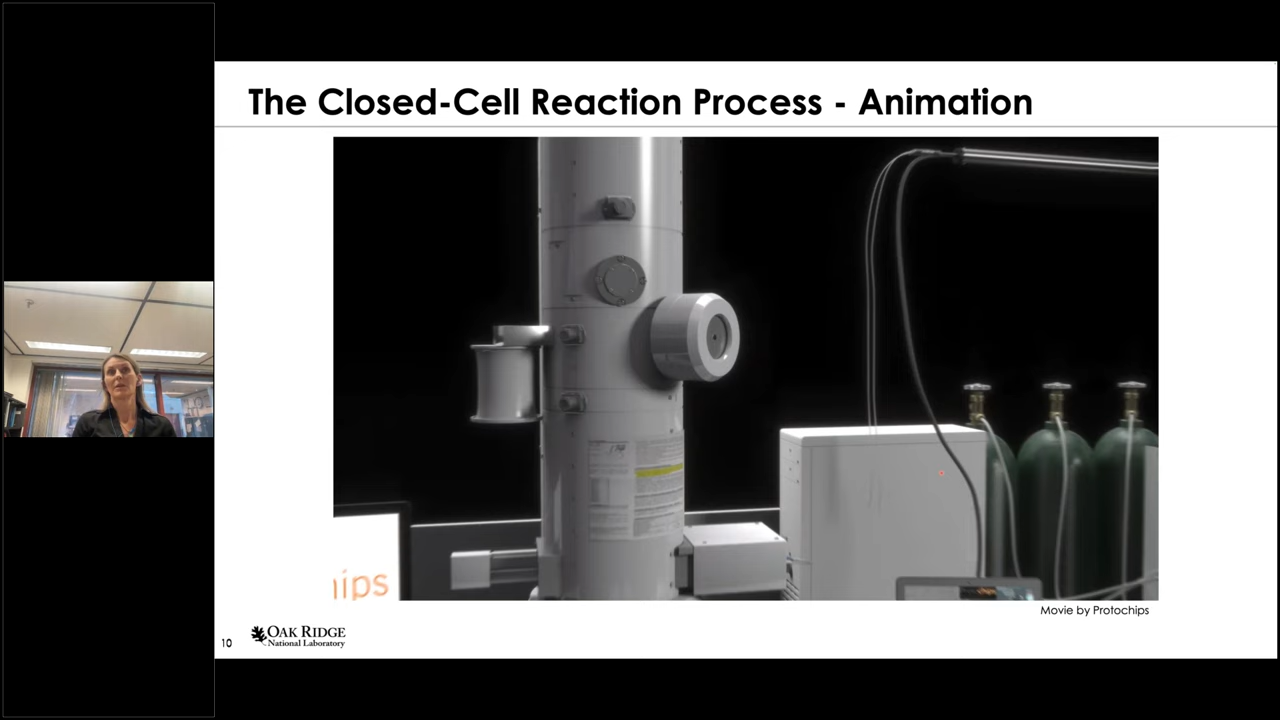 The Closed-Cell Reaction Process - Animation
hips
Movie by Protochips
10
OAK RIDGE
National Laboratory